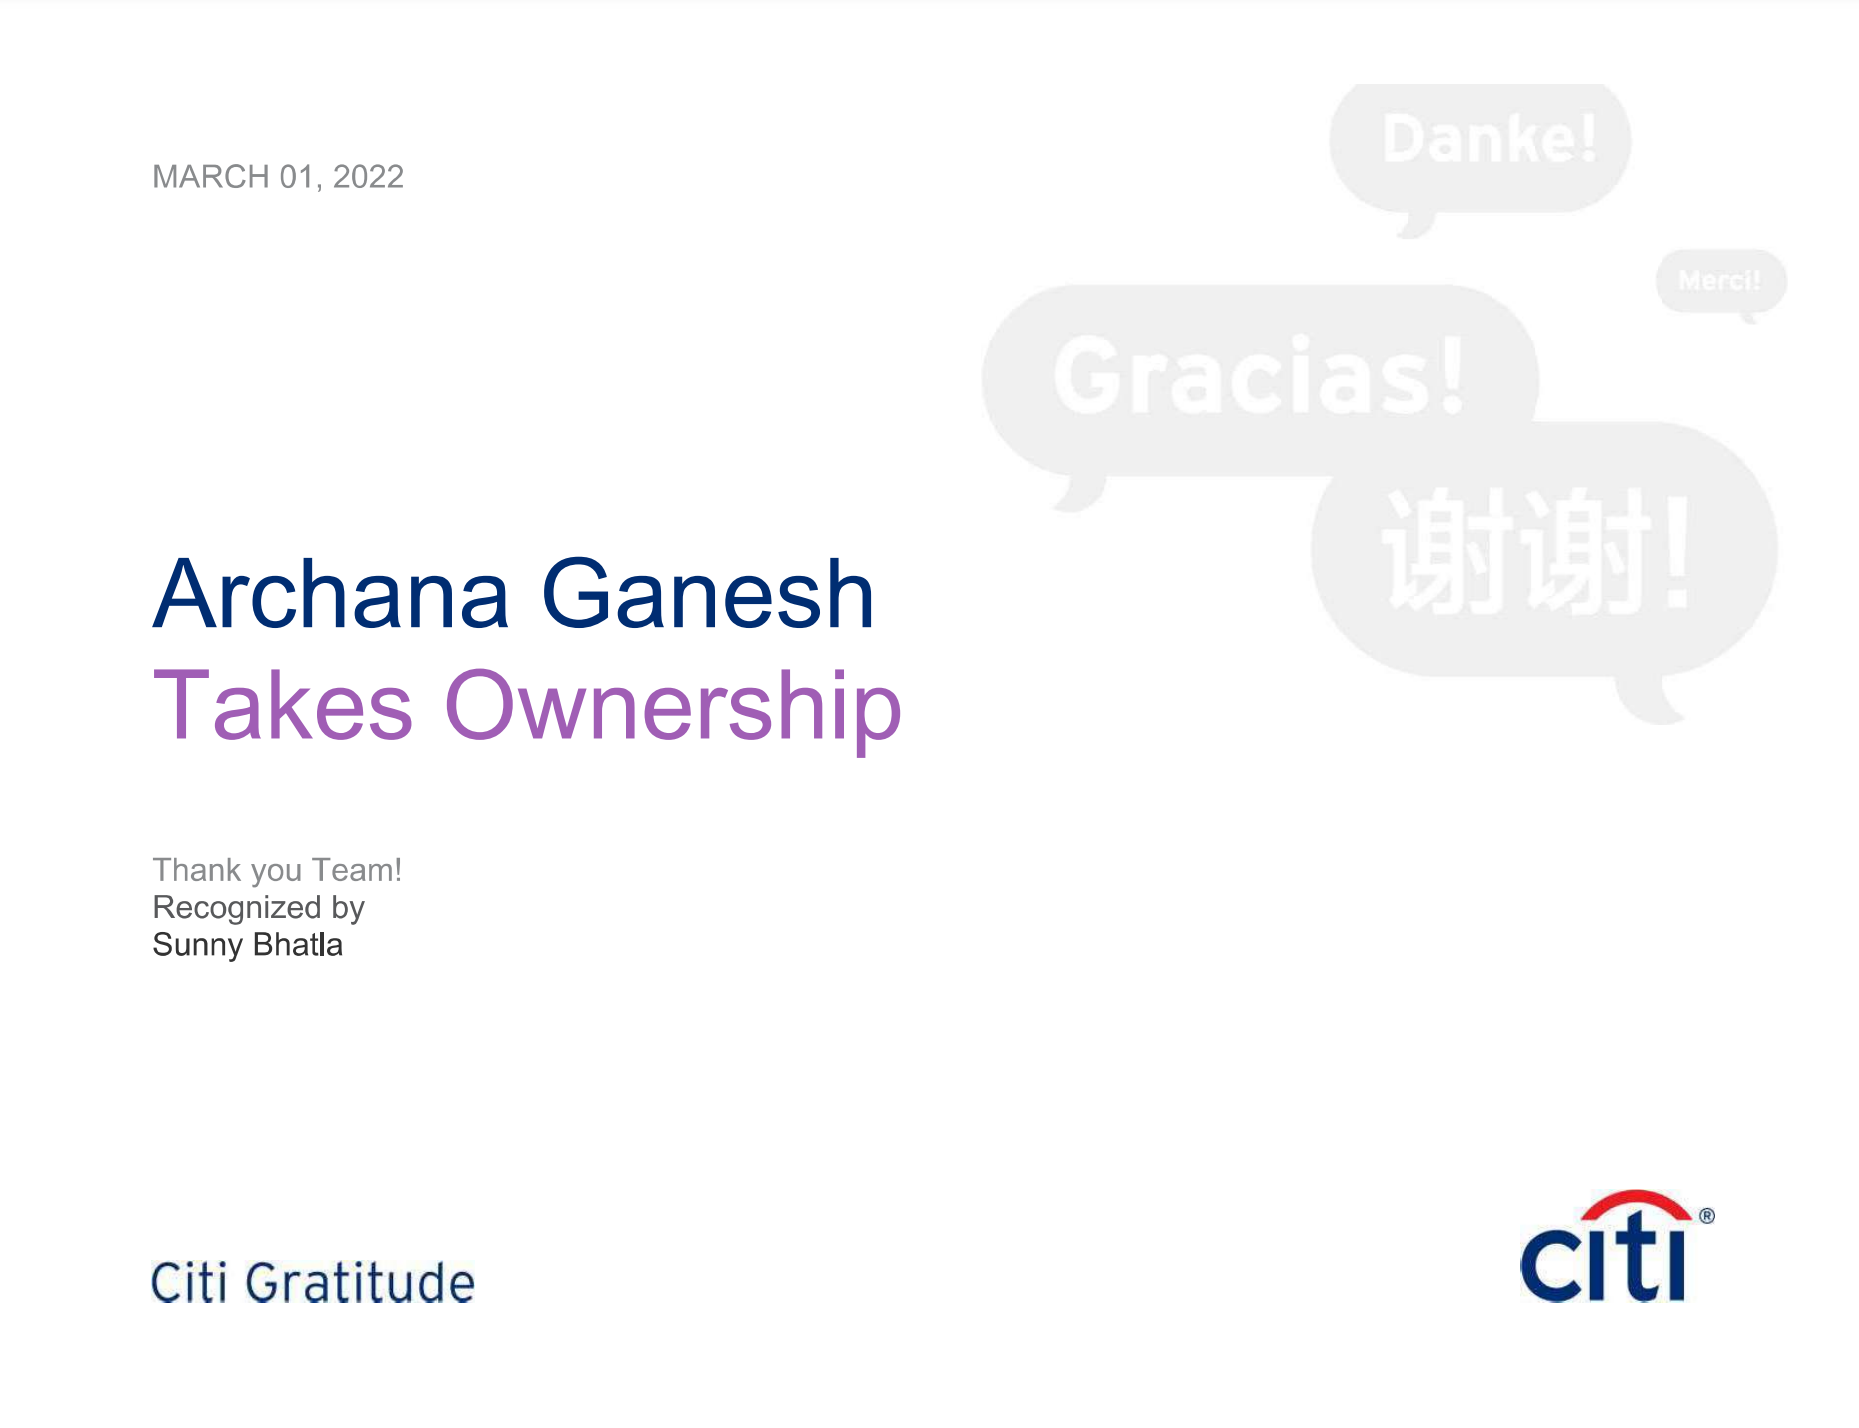 MARCH 01, 2022
Danke!
Merci!
Gracias!
谢谢!
Archana Ganesh
Takes Ownership
Thank you Team!
Recognized by
Sunny Bhatla
Citi Gratitude
citi®